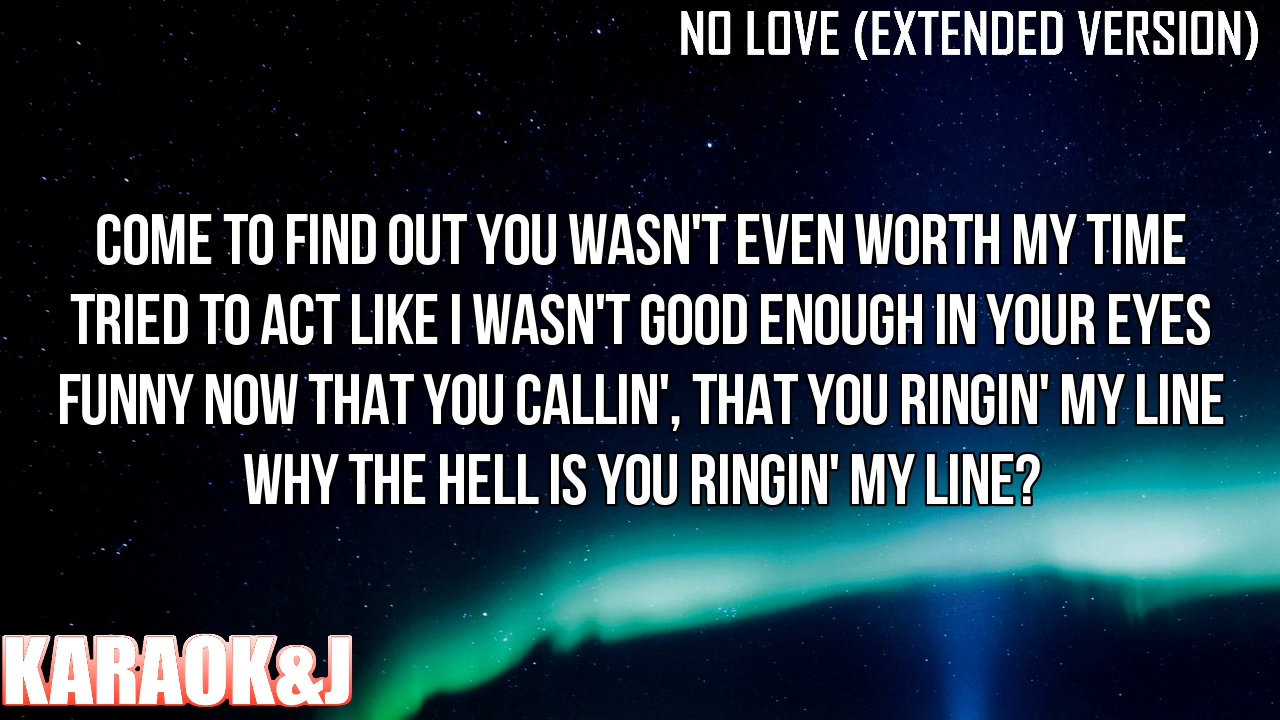 NO LOVE (EXTENDED VERSION)
COME TO FIND OUT YOU WASN'T EVEN WORTH MY TIME
TRIED TO ACT LIKE I WASN'T GOOD ENOUGH IN YOUR EYES
FUNNY NOW THAT YOU CALLIN', THAT YOU RINGIN' MY LINE
WHY THE HELL IS YOU RINGIN' MY LINE?
KARAOK&J